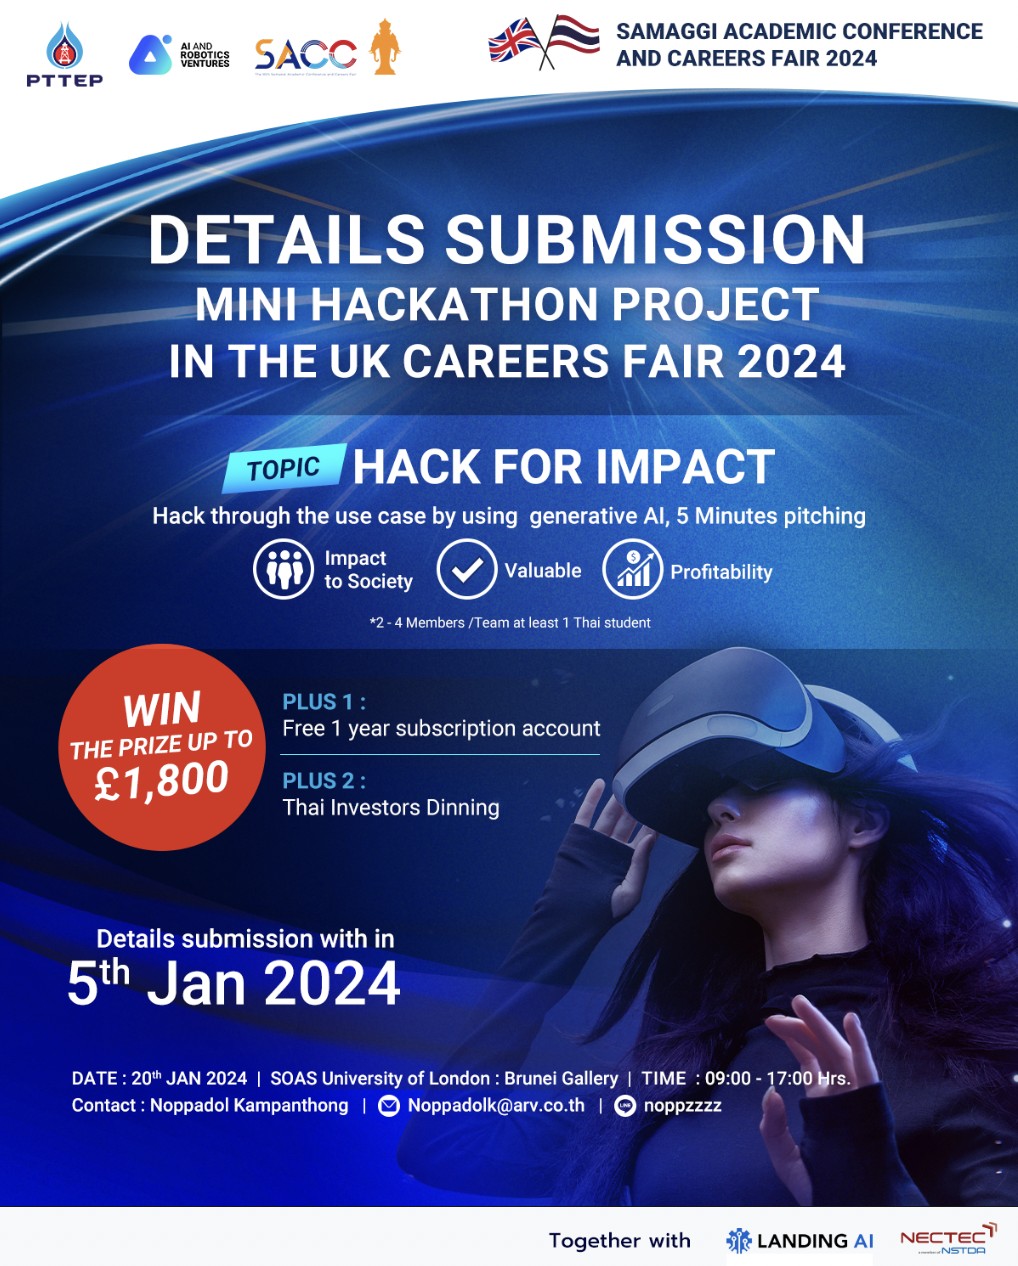 PTTEP
AI AND
ROBOTICS
VENTURES
SACC
SAMAGGI ACADEMIC CONFERENCE
AND CAREERS FAIR 2024
DETAILS SUBMISSION
MINI HACKATHON PROJECT
IN THE UK CAREERS FAIR 2024
TOPIC HACK FOR IMPACT
Hack through the use case by using generative AI, 5 Minutes pitching
Impact
to Society
Valuable
Profitability
*2 - 4 Members /Team at least 1 Thai student
WIN
THE PRIZE UP TO
£1,800
PLUS 1 :
Free 1 year subscription account
PLUS 2 :
Thai Investors Dinning
Details submission with in
5th Jan 2024
DATE : 20th JAN 2024 | SOAS University of London : Brunei Gallery | TIME : 09:00 - 17:00 Hrs.
Contact : Noppadol Kampanthong | Noppadolk@arv.co.th | LINE noppzzzz
Together with
LANDING AI
NECTEC
a member of NSTDA